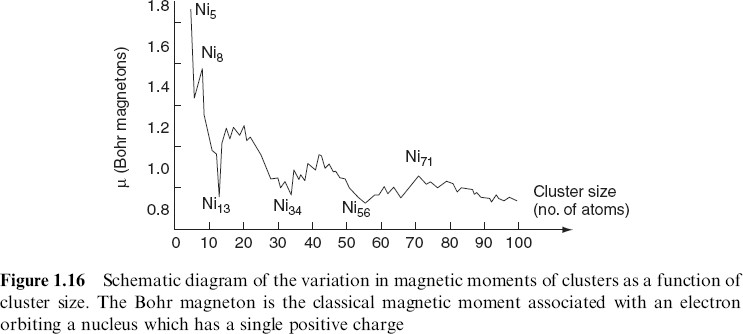 1.8
Ni5
1.6
Ni8
1.4
1.2
1.0
0.8
μ (Bohr magnetons)
Ni13
Ni34
Ni56
Ni71
Cluster size
(no. of atoms)
0 10 20 30 40 50 60 70 80 90 100
Figure 1.16 Schematic diagram of the variation in magnetic moments of clusters as a function of
cluster size. The Bohr magneton is the classical magnetic moment associated with an electron
orbiting a nucleus which has a single positive charge